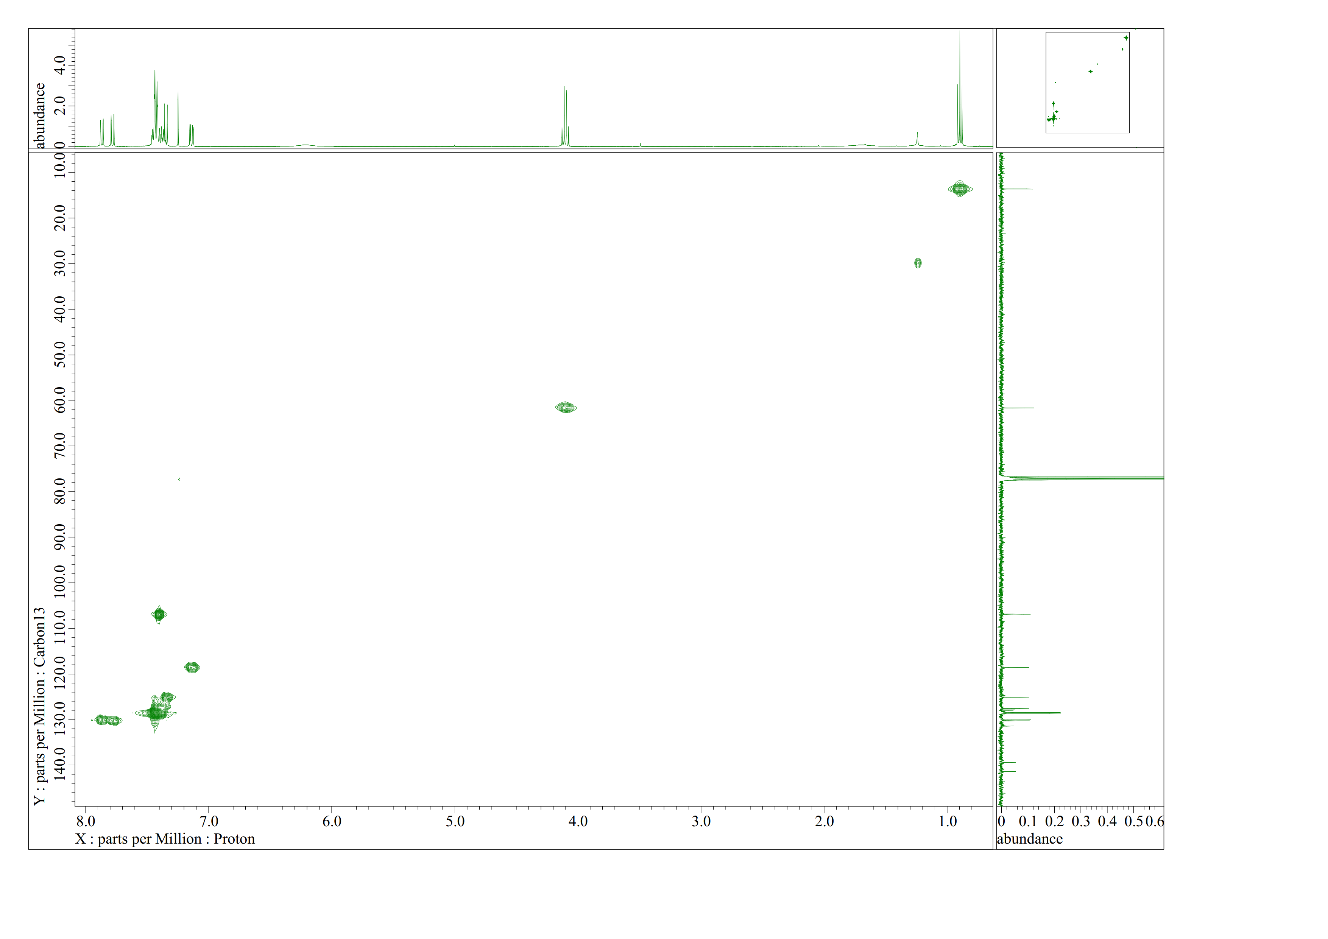 abundance
0 2.0 4.0
Y : parts per Million : Carbon13
10.0 20.0 30.0 40.0 50.0 60.0 70.0 80.0 90.0 100.0 110.0 120.0 130.0 140.0
8.0 7.0 6.0 5.0 4.0 3.0 2.0 1.0
X : parts per Million : Proton
0 0.1 0.2 0.3 0.4 0.5 0.6
abundance